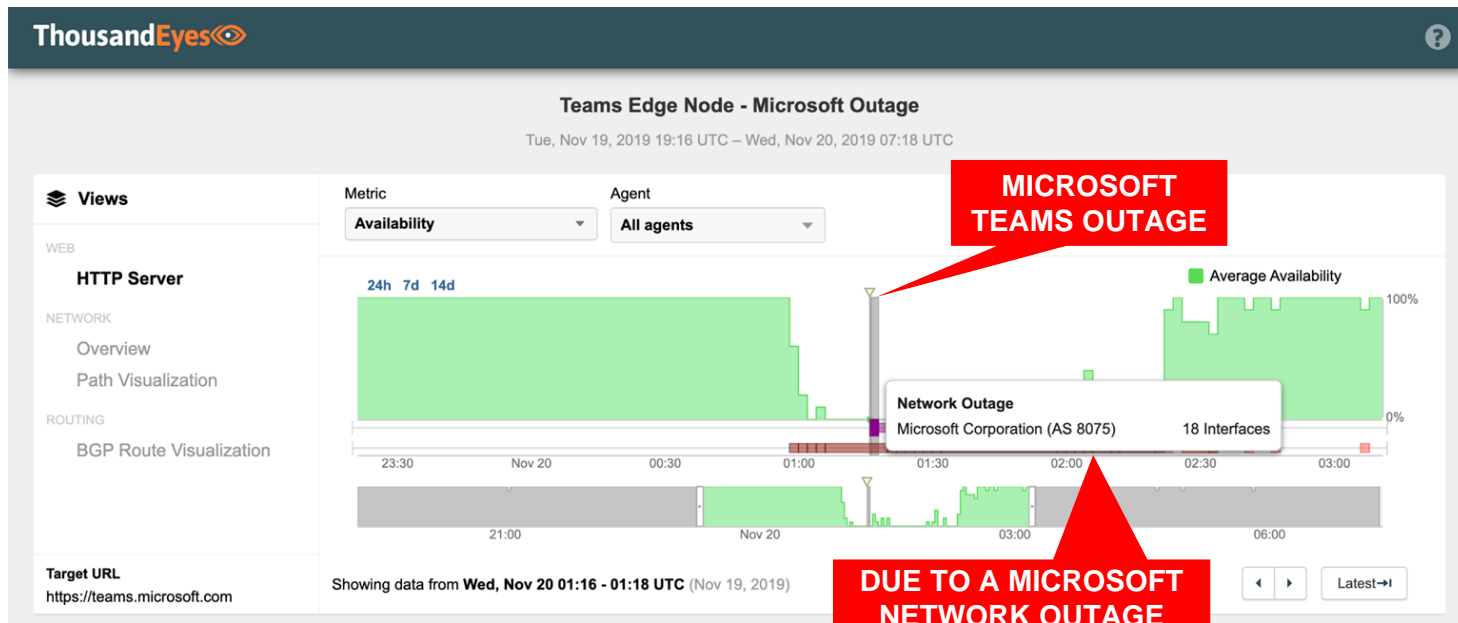 ThousandEyes
?
Teams Edge Node - Microsoft Outage
Tue, Nov 19, 2019 19:16 UTC – Wed, Nov 20, 2019 07:18 UTC
MICROSOFT
TEAMS OUTAGE
Views
WEB
HTTP Server
NETWORK
Overview
Path Visualization
ROUTING
BGP Route Visualization
Target URL
https://teams.microsoft.com
Metric
Availability
Agent
All agents
24h 7d 14d
Average Availability
100%
0%
Network Outage
Microsoft Corporation (AS 8075) 18 Interfaces
23:30 Nov 20 00:30 01:00 01:30 02:00 02:30 03:00
21:00 Nov 20 03:00 06:00
Showing data from Wed, Nov 20 01:16 - 01:18 UTC (Nov 19, 2019)
DUE TO A MICROSOFT
NETWORK OUTAGE
Latest